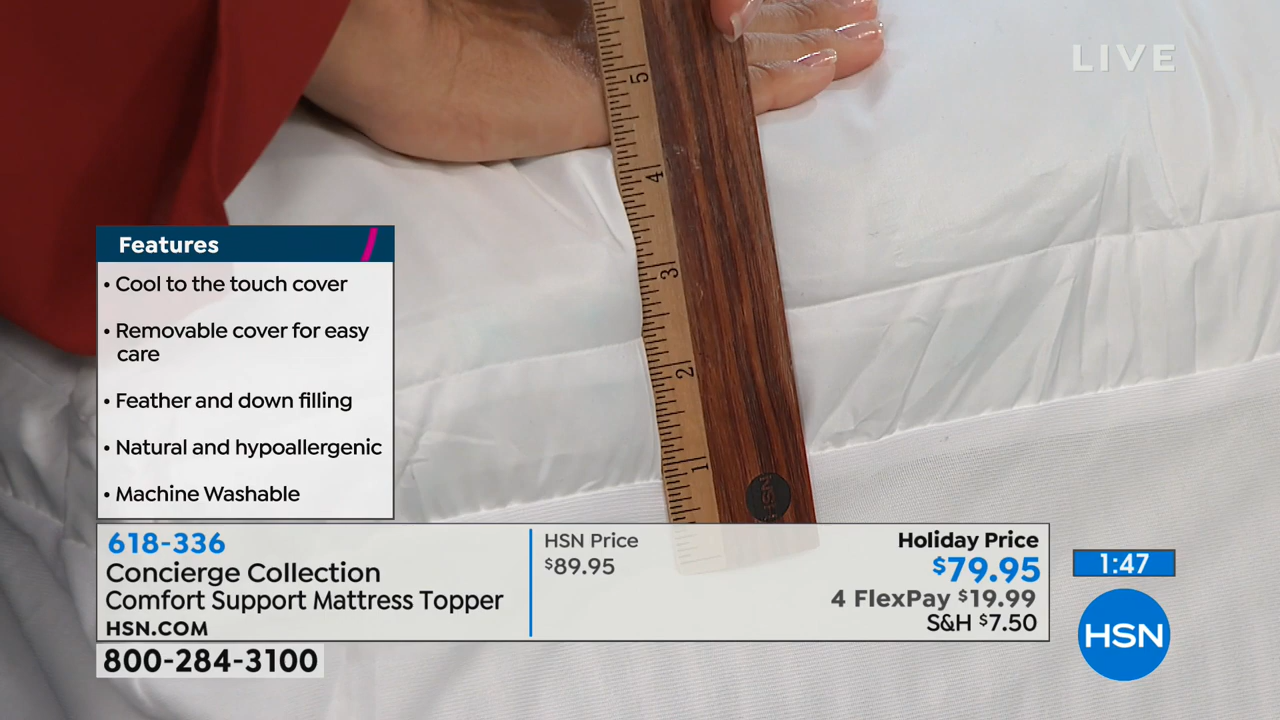 LIVE
5
4
3
2
1
HSN
Features
• Cool to the touch cover
• Removable cover for easy
care
• Feather and down filling
• Natural and hypoallergenic
• Machine Washable
618-336
Concierge Collection
Comfort Support Mattress Topper
HSN.COM
800-284-3100
HSN Price
$89.95
Holiday Price
$79.95
4 FlexPay $19.99
S&H $7.50
1:47
HSN